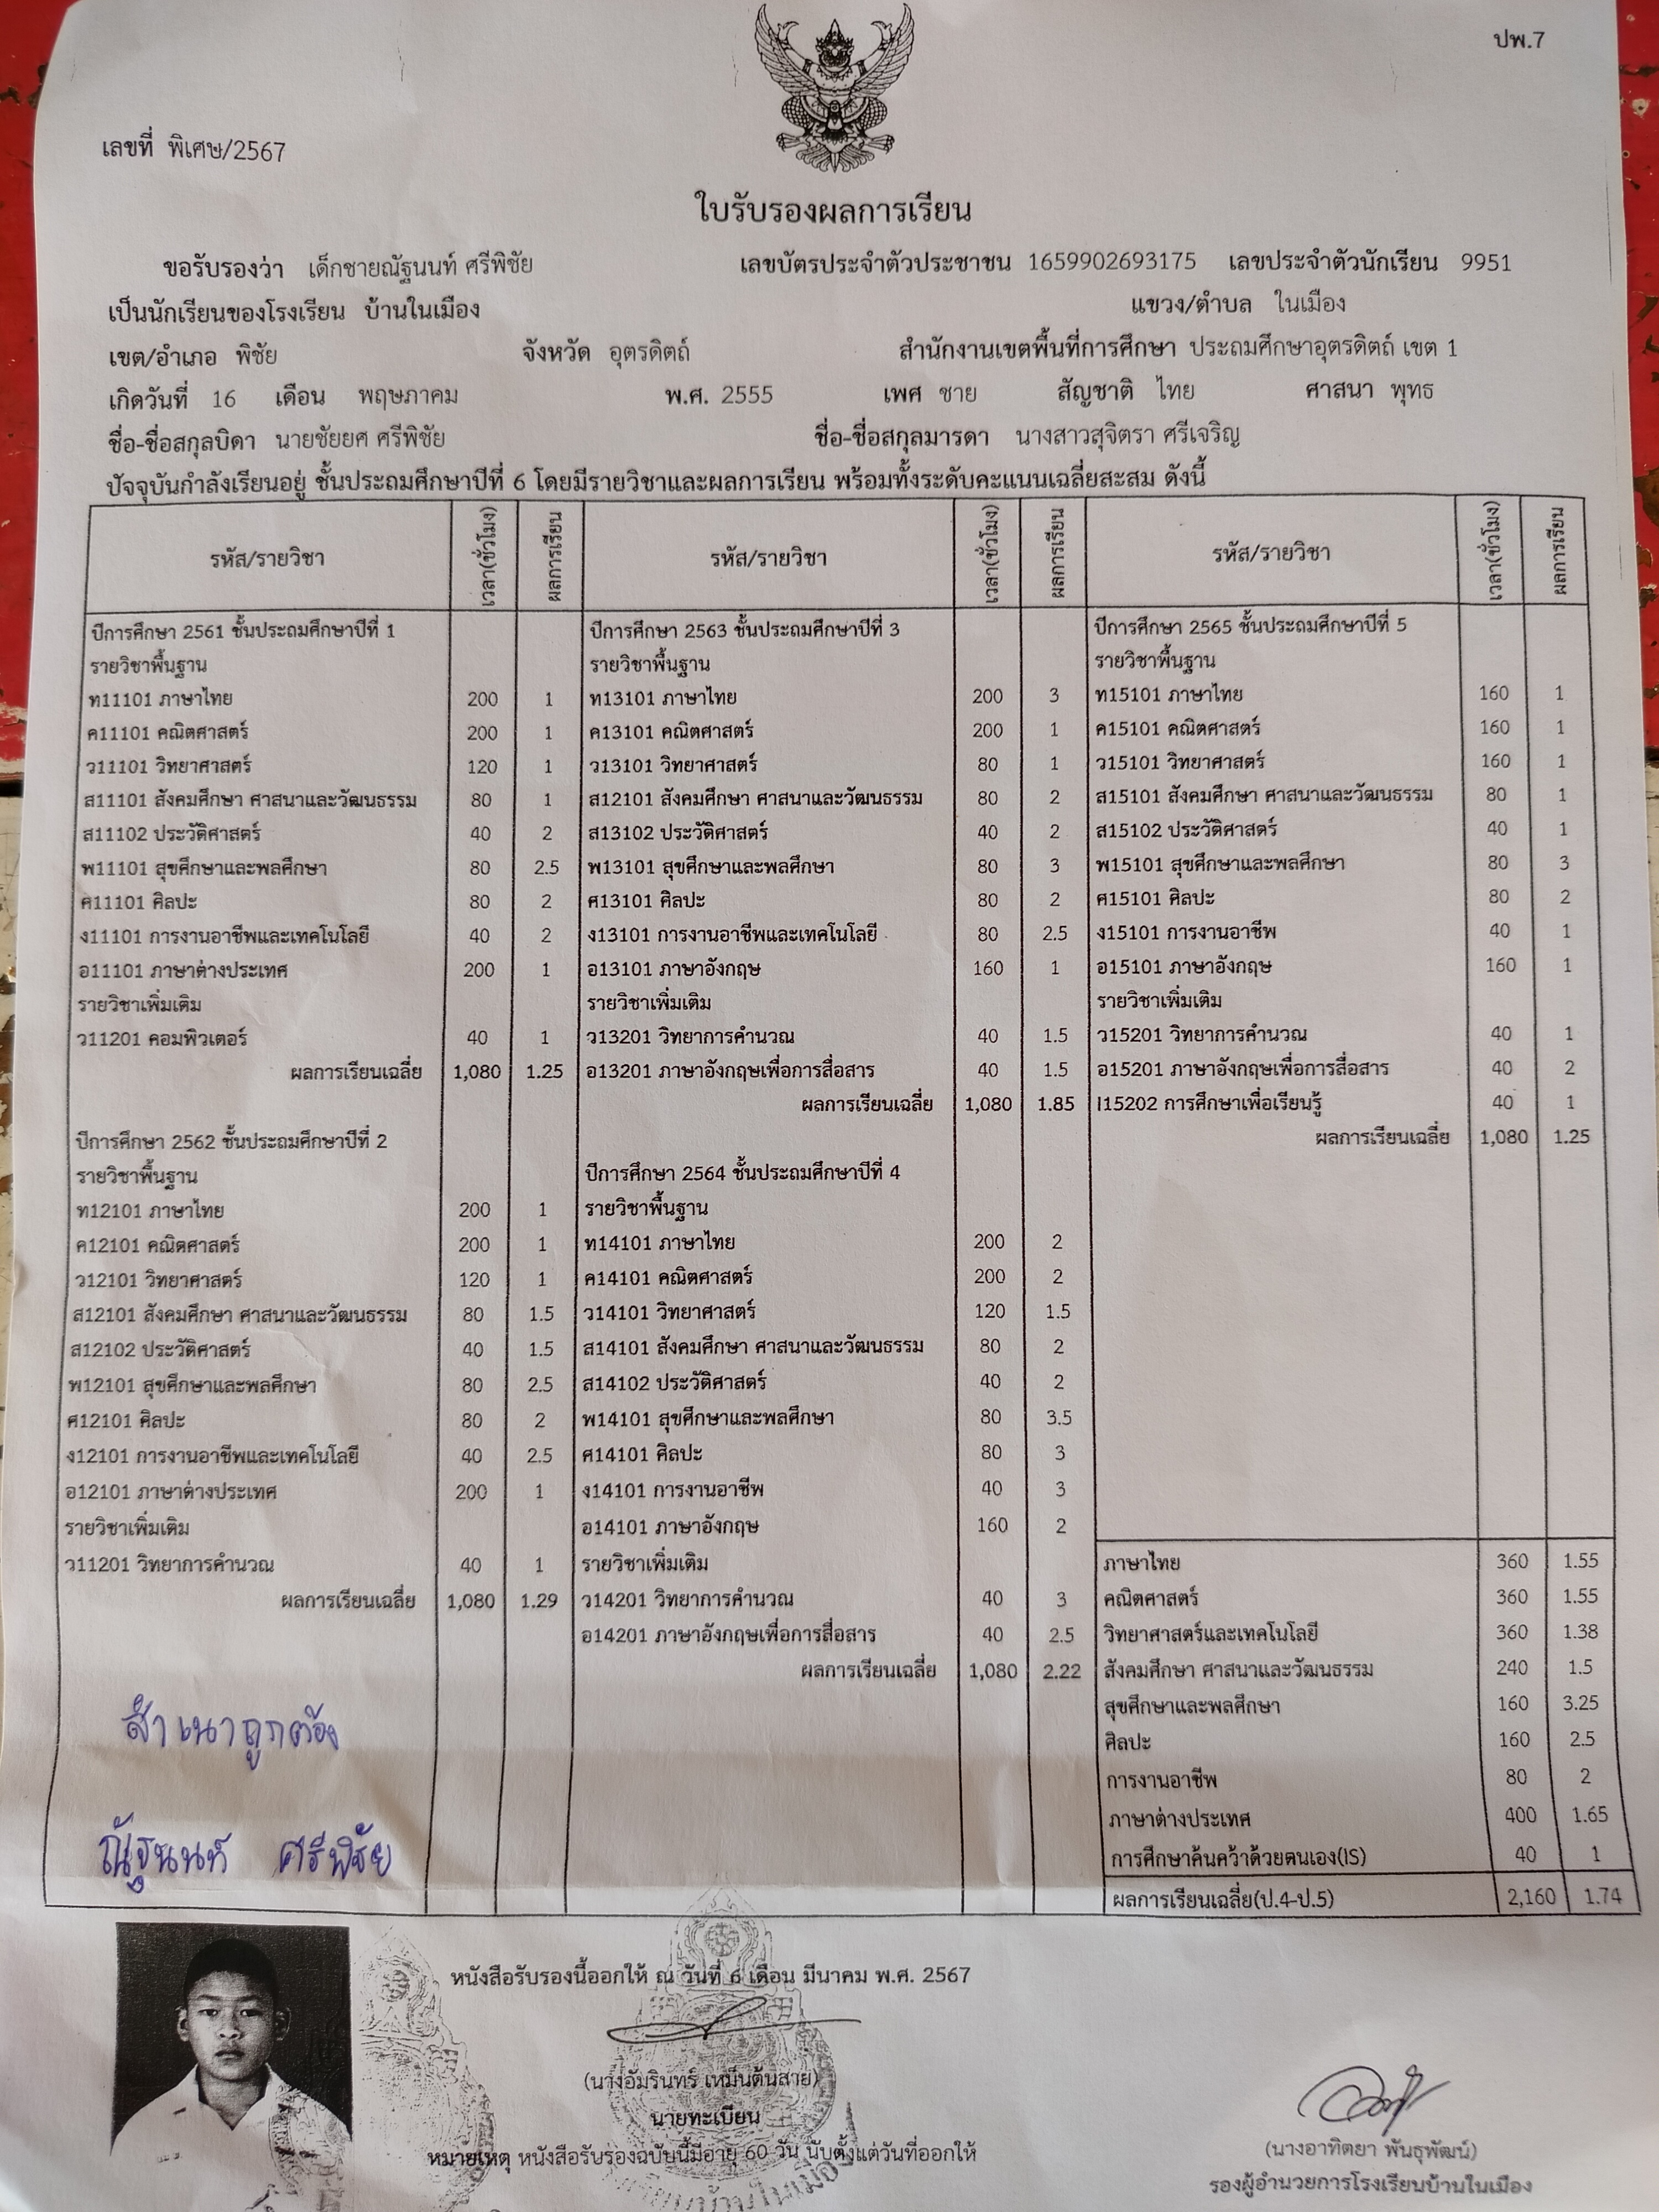 ปพ.7
เลขที่ พิเศษ/2567
ใบรับรองผลการเรียน
ขอรับรองว่า เด็กชายณัฐนนท์ ศรีพิชัย เลขบัตรประจำตัวประชาชน 1659902693175 เลขประจำตัวนักเรียน 9951
เป็นนักเรียนของโรงเรียน บ้านในเมือง แขวง/ตำบล ในเมือง
เขต/อำเภอ พิชัย จังหวัด อุตรดิตถ์ สำนักงานเขตพื้นที่การศึกษา ประถมศึกษาอุตรดิตถ์ เขต 1
เกิดวันที่ 16 เดือน พฤษภาคม พ.ศ. 2555 เพศ ชาย สัญชาติ ไทย ศาสนา พุทธ
ชื่อ-ชื่อสกุลบิดา นายชัยยศ ศรีพิชัย ชื่อ-ชื่อสกุลมารดา นางสาวสุจิตรา ศรีเจริญ
ปัจจุบันกำลังเรียนอยู่ ชั้นประถมศึกษาปีที่ 6 โดยมีรายวิชาและผลการเรียน พร้อมทั้งระดับคะแนนเฉลี่ยสะสม ดังนี้
รหัส/รายวิชา เวลา(ชั่วโมง) ผลการเรียน
ปีการศึกษา 2561 ชั้นประถมศึกษาปีที่ 1
รายวิชาพื้นฐาน
ท11101 ภาษาไทย 200 1
ค11101 คณิตศาสตร์ 200 1
ว11101 วิทยาศาสตร์ 120 1
ส11101 สังคมศึกษา ศาสนาและวัฒนธรรม 80 1
ส11102 ประวัติศาสตร์ 40 2
พ11101 สุขศึกษาและพลศึกษา 80 2.5
ศ11101 ศิลปะ 80 2
ง11101 การงานอาชีพและเทคโนโลยี 40 2
อ11101 ภาษาต่างประเทศ 200 1
รายวิชาเพิ่มเติม
ว11201 คอมพิวเตอร์ 40 1
ผลการเรียนเฉลี่ย 1,080 1.25
ปีการศึกษา 2562 ชั้นประถมศึกษาปีที่ 2
รายวิชาพื้นฐาน
ท12101 ภาษาไทย 200 1
ค12101 คณิตศาสตร์ 200 1
ว12101 วิทยาศาสตร์ 120 1
ส12101 สังคมศึกษา ศาสนาและวัฒนธรรม 80 1.5
ส12102 ประวัติศาสตร์ 40 1.5
พ12101 สุขศึกษาและพลศึกษา 80 2.5
ศ12101 ศิลปะ 80 2
ง12101 การงานอาชีพและเทคโนโลยี 40 2.5
อ12101 ภาษาต่างประเทศ 200 1
รายวิชาเพิ่มเติม
ว11201 วิทยาการคำนวณ 40 1
ผลการเรียนเฉลี่ย 1,080 1.29
สำเนาถูกต้อง
ณัฐนนท์ ศรีพิชัย
รหัส/รายวิชา เวลา(ชั่วโมง) ผลการเรียน
ปีการศึกษา 2563 ชั้นประถมศึกษาปีที่ 3
รายวิชาพื้นฐาน
ท13101 ภาษาไทย 200 3
ค13101 คณิตศาสตร์ 200 1
ว13101 วิทยาศาสตร์ 80 1
ส12101 สังคมศึกษา ศาสนาและวัฒนธรรม 80 2
ส13102 ประวัติศาสตร์ 40 2
พ13101 สุขศึกษาและพลศึกษา 80 3
ศ13101 ศิลปะ 80 2
ง13101 การงานอาชีพและเทคโนโลยี 80 2.5
อ13101 ภาษาอังกฤษ 160 1
รายวิชาเพิ่มเติม
ว13201 วิทยาการคำนวณ 40 1.5
อ13201 ภาษาอังกฤษเพื่อการสื่อสาร 40 1.5
ผลการเรียนเฉลี่ย 1,080 1.85
ปีการศึกษา 2564 ชั้นประถมศึกษาปีที่ 4
รายวิชาพื้นฐาน
ท14101 ภาษาไทย 200 2
ค14101 คณิตศาสตร์ 200 2
ว14101 วิทยาศาสตร์ 120 1.5
ส14101 สังคมศึกษา ศาสนาและวัฒนธรรม 80 2
ส14102 ประวัติศาสตร์ 40 2
พ14101 สุขศึกษาและพลศึกษา 80 3.5
ศ14101 ศิลปะ 80 3
ง14101 การงานอาชีพ 40 3
อ14101 ภาษาอังกฤษ 160 2
รายวิชาเพิ่มเติม
ว14201 วิทยาการคำนวณ 40 3
อ14201 ภาษาอังกฤษเพื่อการสื่อสาร 40 2.5
ผลการเรียนเฉลี่ย 1,080 2.22
รหัส/รายวิชา เวลา(ชั่วโมง) ผลการเรียน
ปีการศึกษา 2565 ชั้นประถมศึกษาปีที่ 5
รายวิชาพื้นฐาน
ท15101 ภาษาไทย 160 1
ค15101 คณิตศาสตร์ 160 1
ว15101 วิทยาศาสตร์ 160 1
ส15101 สังคมศึกษา ศาสนาและวัฒนธรรม 80 1
ส15102 ประวัติศาสตร์ 40 1
พ15101 สุขศึกษาและพลศึกษา 80 3
ศ15101 ศิลปะ 80 2
ง15101 การงานอาชีพ 40 1
อ15101 ภาษาอังกฤษ 160 1
รายวิชาเพิ่มเติม
ว15201 วิทยาการคำนวณ 40 1
อ15201 ภาษาอังกฤษเพื่อการสื่อสาร 40 2
I15202 การศึกษาเพื่อเรียนรู้ 40 1
ผลการเรียนเฉลี่ย 1,080 1.25
ภาษาไทย 360 1.55
คณิตศาสตร์ 360 1.55
วิทยาศาสตร์และเทคโนโลยี 360 1.38
สังคมศึกษา ศาสนาและวัฒนธรรม 240 1.5
สุขศึกษาและพลศึกษา 160 3.25
ศิลปะ 160 2.5
การงานอาชีพ 80 2
ภาษาต่างประเทศ 400 1.65
การศึกษาค้นคว้าด้วยตนเอง(IS) 40 1
ผลการเรียนเฉลี่ย(ป.4-ป.5) 2,160 1.74
หนังสือรับรองนี้ออกให้ ณ วันที่ 6 เดือน มีนาคม พ.ศ. 2567
(นางอัมรินทร์ เหมือนต้นสาย)
นายทะเบียน
หมายเหตุ หนังสือรับรองฉบับนี้มีอายุ 60 วัน นับตั้งแต่วันที่ออกให้
(นางอาทิตยา พันธุพัฒน์)
รองผู้อำนวยการโรงเรียนบ้านในเมือง